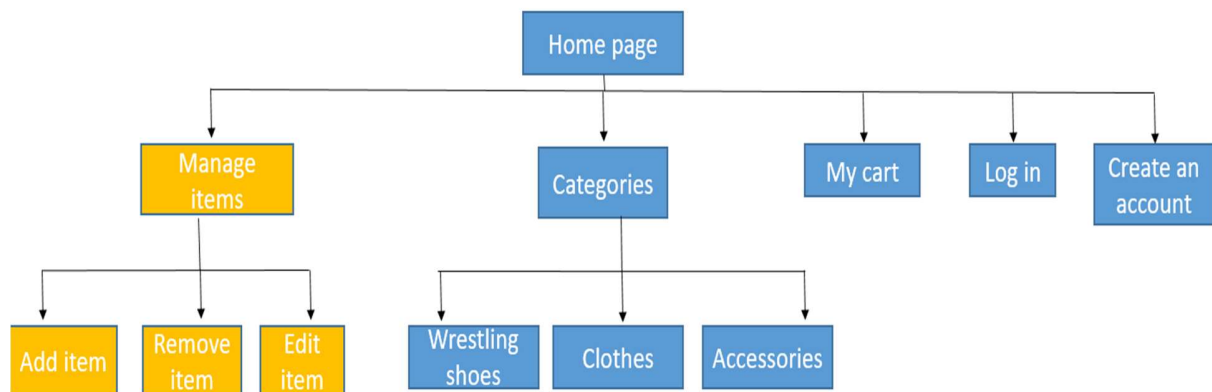 Home page
Manage
items
Categories
My cart
Log in
Create an
account
Add item
Remove
item
Edit
item
Wrestling
shoes
Clothes
Accessories